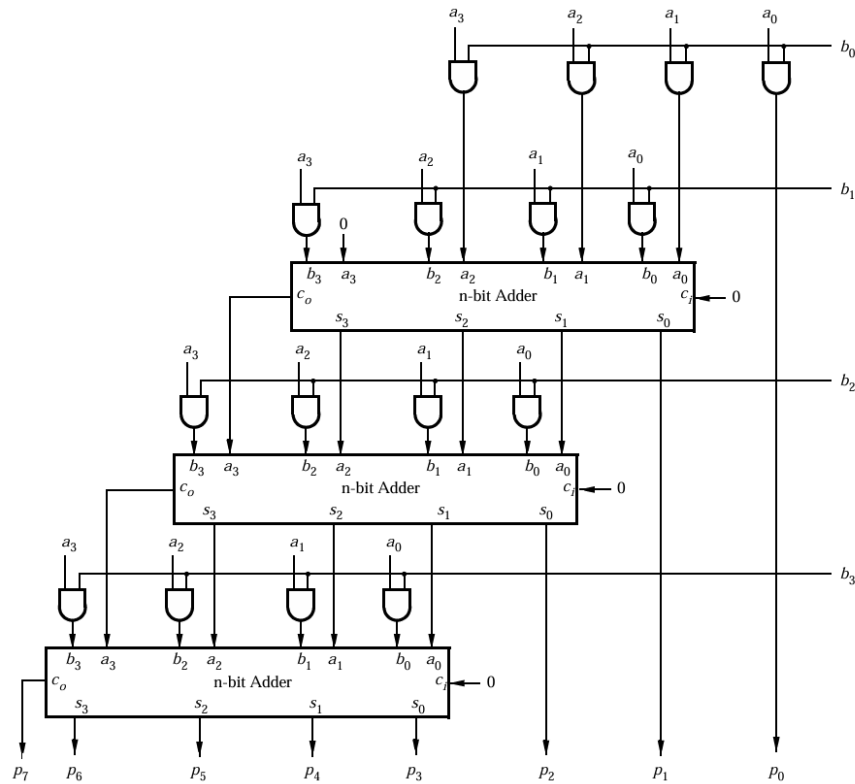 a₃ a₂ a₁ a₀
b₀
a₃ a₂ a₁ a₀
b₁
0
b₃ a₃ b₂ a₂ b₁ a₁ b₀ a₀
cₒ n-bit Adder cᵢ 0
s₃ s₂ s₁ s₀
a₃ a₂ a₁ a₀
b₂
b₃ a₃ b₂ a₂ b₁ a₁ b₀ a₀
cₒ n-bit Adder cᵢ 0
s₃ s₂ s₁ s₀
a₃ a₂ a₁ a₀
b₃
b₃ a₃ b₂ a₂ b₁ a₁ b₀ a₀
cₒ n-bit Adder cᵢ 0
s₃ s₂ s₁ s₀
p₇ p₆ p₅ p₄ p₃ p₂ p₁ p₀